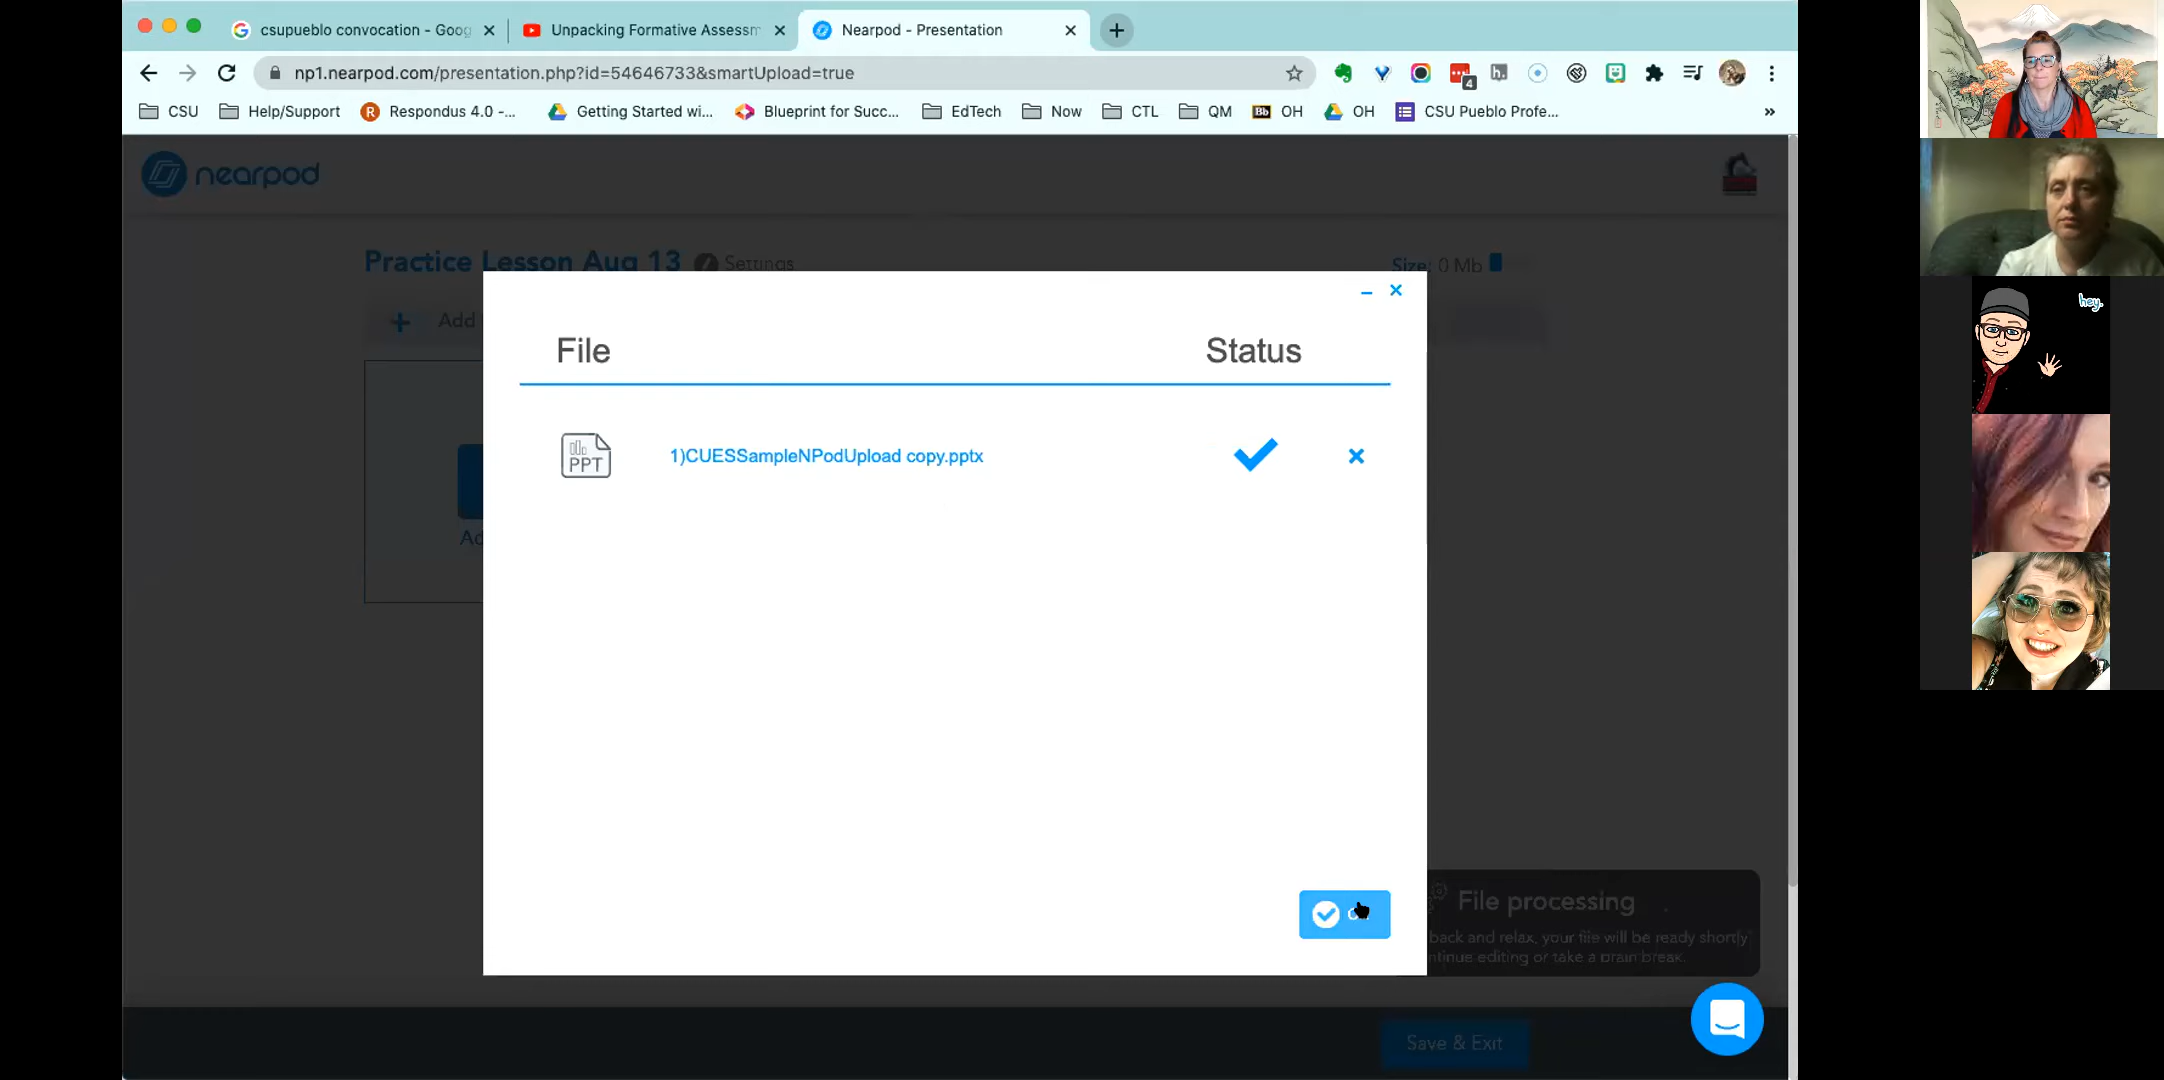 csupueblo convocation - Goog
Unpacking Formative Assessm
Nearpod - Presentation
np1.nearpod.com/presentation.php?id=54646733&smartUpload=true
4
h.
CSU
Help/Support
R
Respondus 4.0 -...
Getting Started wi...
Blueprint for Succ...
EdTech
Now
CTL
QM
Bb
OH
OH
CSU Pueblo Profe...
»
nearpod
Practice Lesson Aug 13
Settings
Size: 0 Mb
Add
File
Status
PPT
1)CUESSampleNPodUpload copy.pptx
File processing
back and relax, your file will be ready shortly
ntinue editing or take a brain break.
Save & Exit
hey.